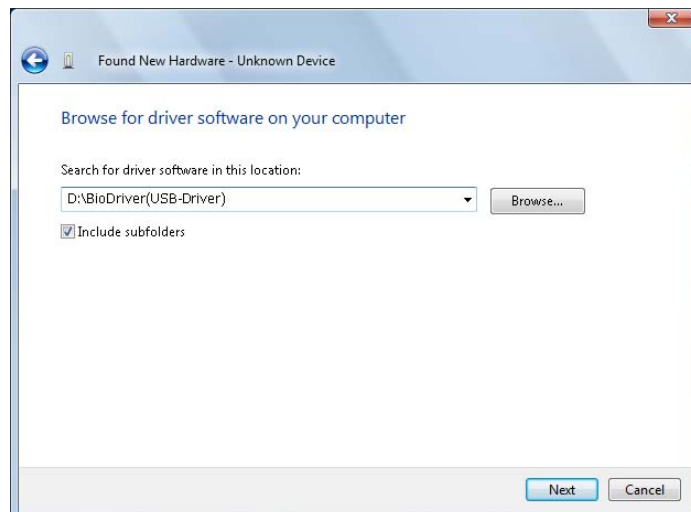 Found New Hardware - Unknown Device
Browse for driver software on your computer
Search for driver software in this location:
D:\BioDriver(USB-Driver)
Browse...
Include subfolders
Next
Cancel